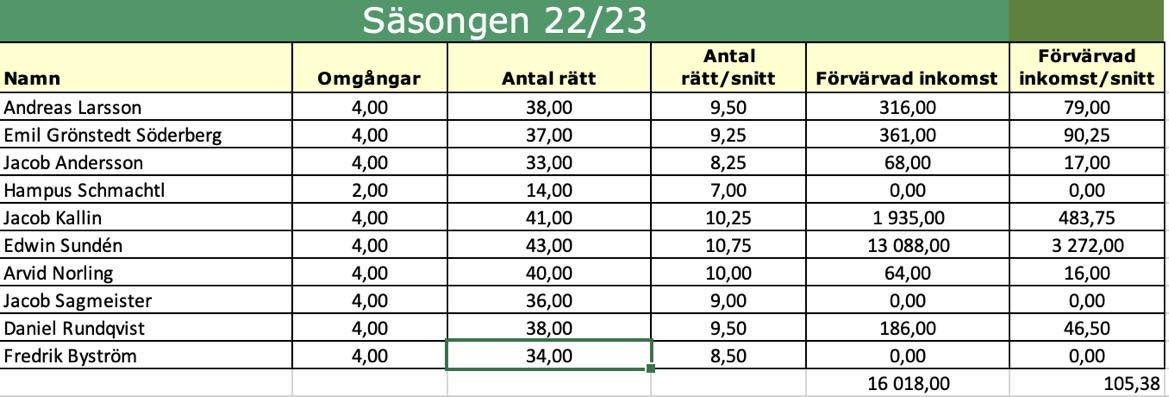 Säsongen 22/23
Namn Omgångar Antal rätt Antal rätt/snitt Förvärvad inkomst Förvärvad inkomst/snitt
Andreas Larsson 4,00 38,00 9,50 316,00 79,00
Emil Grönstedt Söderberg 4,00 37,00 9,25 361,00 90,25
Jacob Andersson 4,00 33,00 8,25 68,00 17,00
Hampus Schmachtl 2,00 14,00 7,00 0,00 0,00
Jacob Kallin 4,00 41,00 10,25 1 935,00 483,75
Edwin Sundén 4,00 43,00 10,75 13 088,00 3 272,00
Arvid Norling 4,00 40,00 10,00 64,00 16,00
Jacob Sagmeister 4,00 36,00 9,00 0,00 0,00
Daniel Rundqvist 4,00 38,00 9,50 186,00 46,50
Fredrik Byström 4,00 34,00 8,50 0,00 0,00
16 018,00 105,38